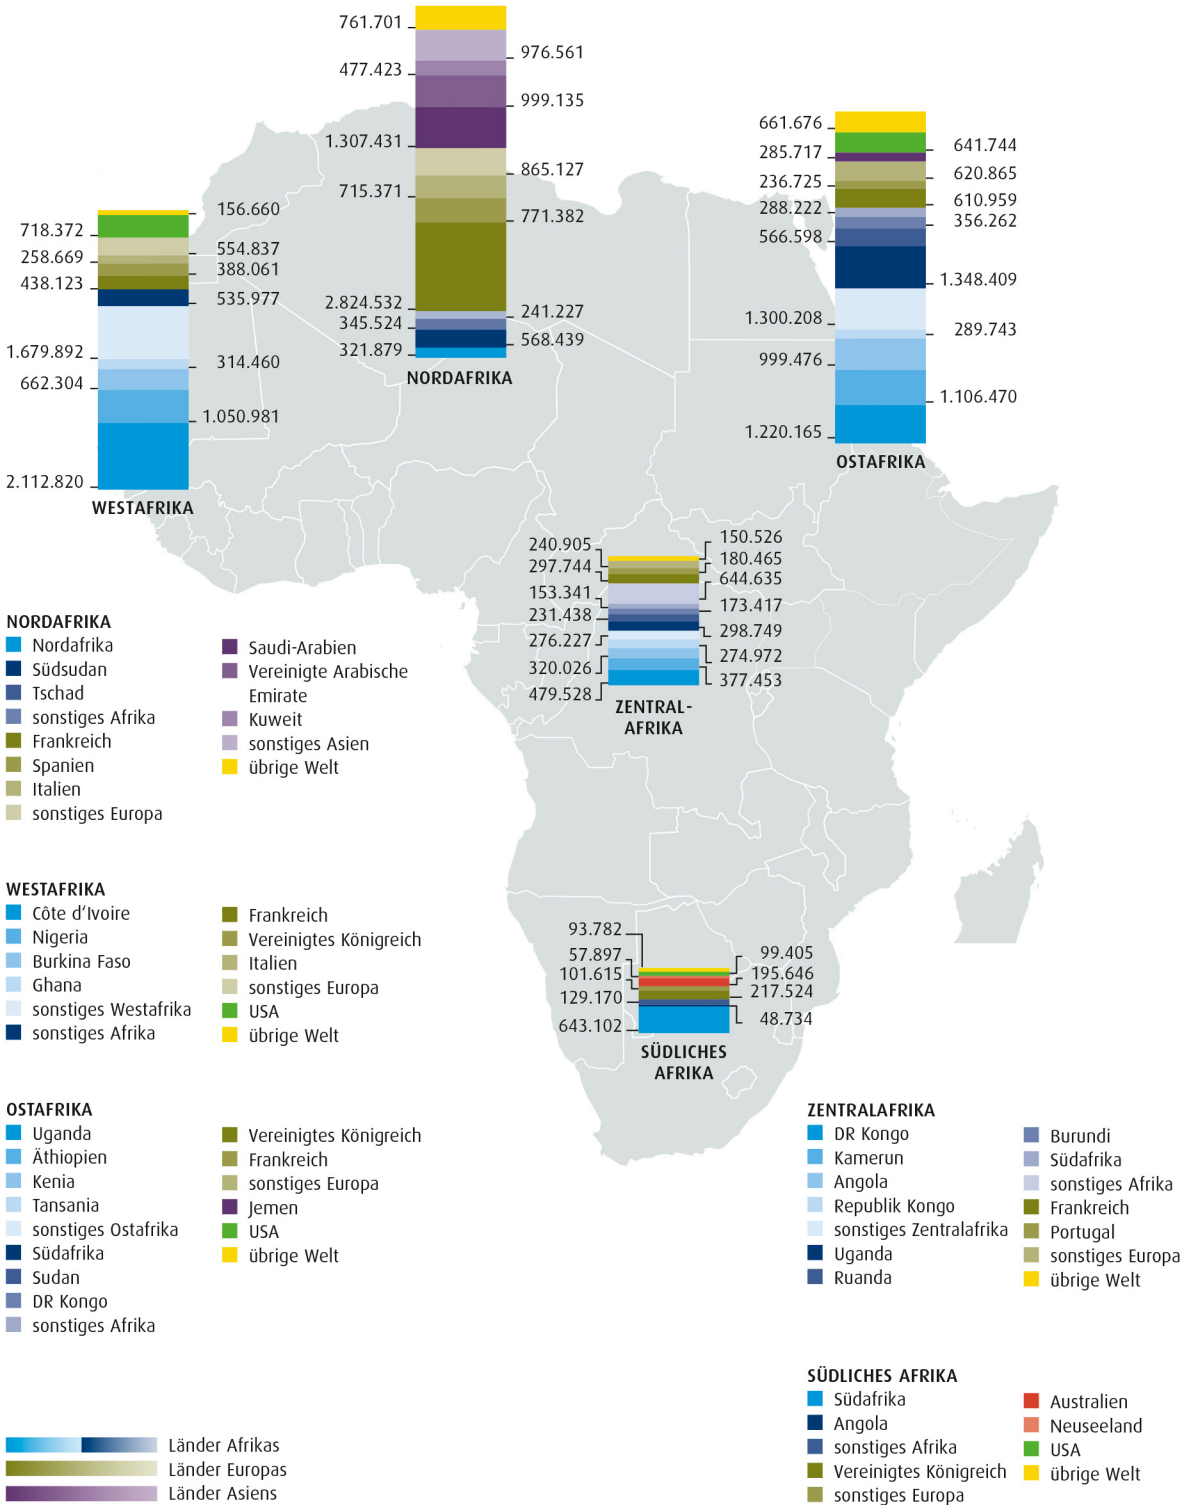 761.701
976.561
477.423
999.135
1.307.431
865.127
715.371
771.382
2.824.532
241.227
345.524
568.439
321.879
NORDAFRIKA
661.676
641.744
285.717
620.865
236.725
610.959
288.222
356.262
566.598
1.348.409
1.300.208
289.743
999.476
1.106.470
1.220.165
OSTAFRIKA
156.660
718.372
554.837
258.669
388.061
438.123
535.977
1.679.892
314.460
662.304
1.050.981
2.112.820
WESTAFRIKA
150.526
240.905
180.465
297.744
644.635
153.341
173.417
231.438
298.749
276.227
274.972
320.026
377.453
479.528
ZENTRAL-
AFRIKA
93.782
99.405
57.897
195.646
101.615
217.524
129.170
48.734
643.102
SÜDLICHES
AFRIKA
NORDAFRIKA
Nordafrika
Südsudan
Tschad
sonstiges Afrika
Frankreich
Spanien
Italien
sonstiges Europa
Saudi-Arabien
Vereinigte Arabische
Emirate
Kuweit
sonstiges Asien
übrige Welt
WESTAFRIKA
Côte d'Ivoire
Nigeria
Burkina Faso
Ghana
sonstiges Westafrika
sonstiges Afrika
Frankreich
Vereinigtes Königreich
Italien
sonstiges Europa
USA
übrige Welt
OSTAFRIKA
Uganda
Äthiopien
Kenia
Tansania
sonstiges Ostafrika
Südafrika
Sudan
DR Kongo
sonstiges Afrika
Vereinigtes Königreich
Frankreich
sonstiges Europa
Jemen
USA
übrige Welt
ZENTRALAFRIKA
DR Kongo
Kamerun
Angola
Republik Kongo
sonstiges Zentralafrika
Uganda
Ruanda
Burundi
Südafrika
sonstiges Afrika
Frankreich
Portugal
sonstiges Europa
übrige Welt
SÜDLICHES AFRIKA
Südafrika
Angola
sonstiges Afrika
Vereinigtes Königreich
sonstiges Europa
Australien
Neuseeland
USA
übrige Welt
Länder Afrikas
Länder Europas
Länder Asiens